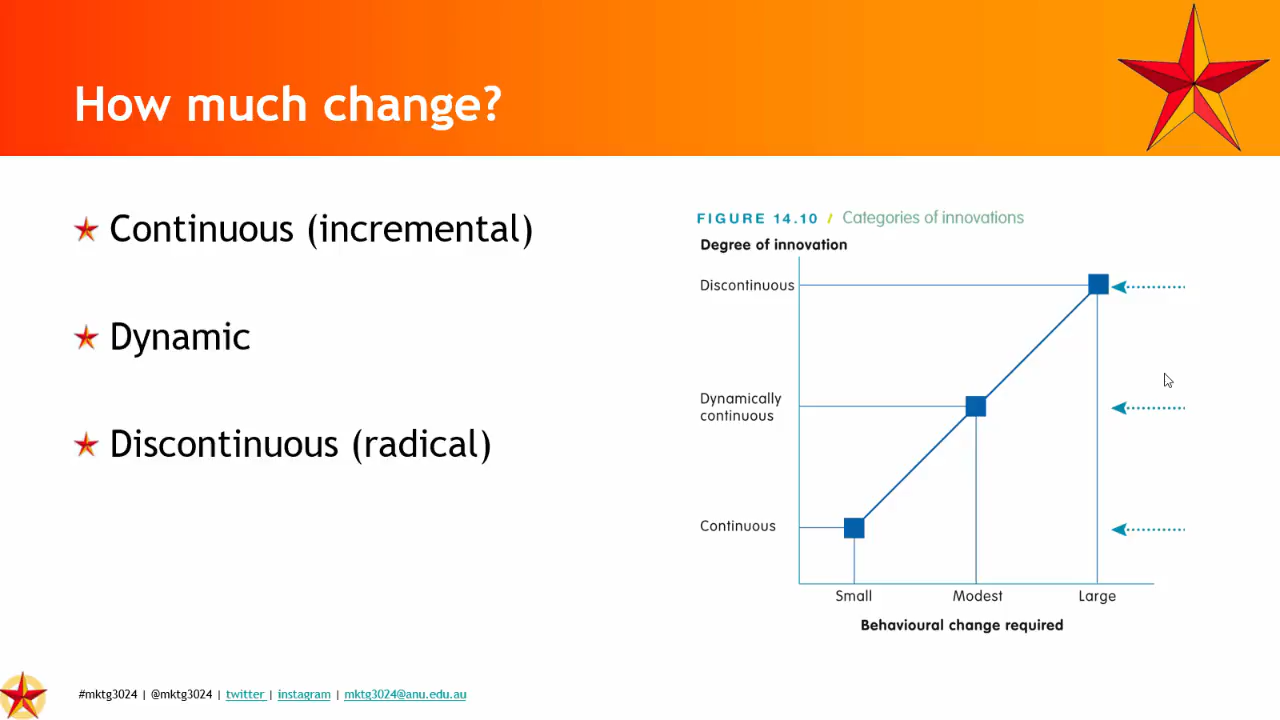 How much change?
Continuous (incremental)
Dynamic
Discontinuous (radical)
FIGURE 14.10 / Categories of innovations
Degree of innovation
Discontinuous
Dynamically
continuous
Continuous
Small Modest Large
Behavioural change required
#mktg3024 | @mktg3024 | twitter | instagram | mktg3024@anu.edu.au